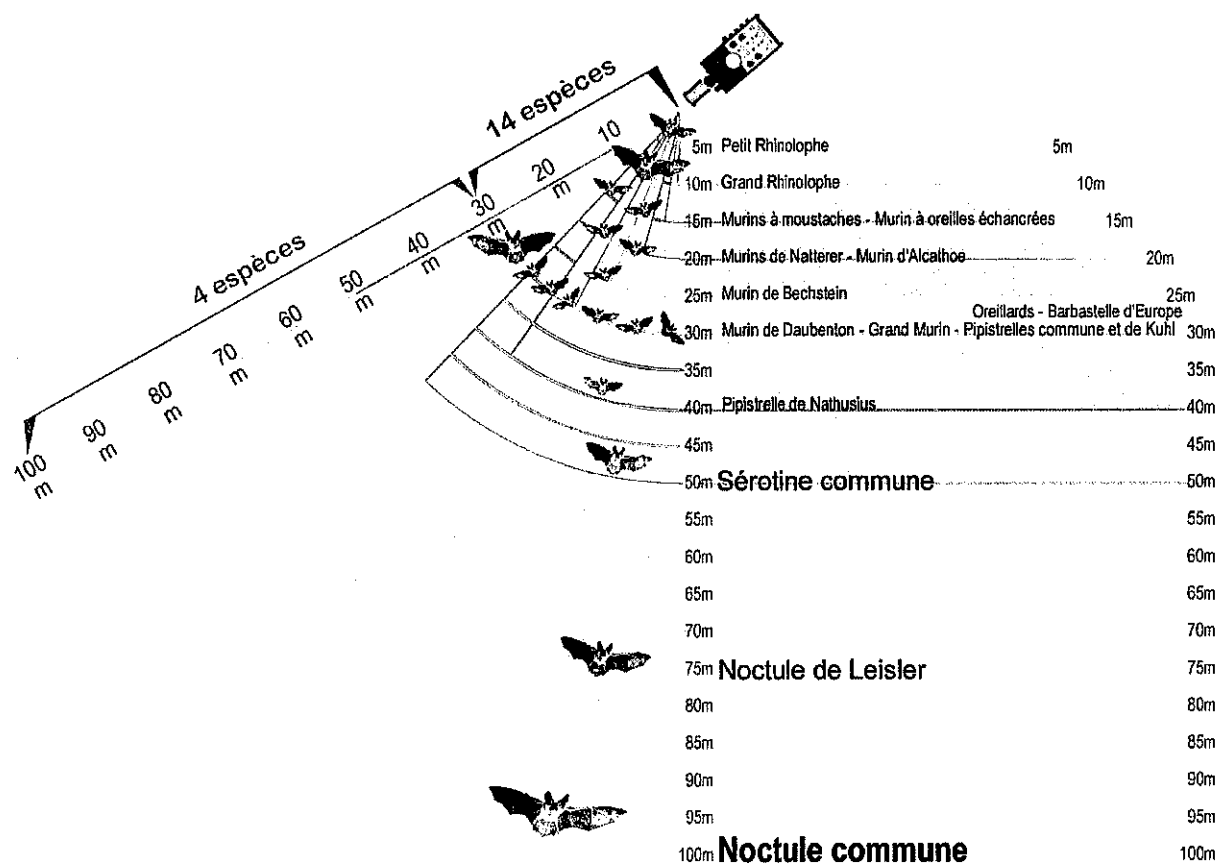 14 espèces
4 espèces
10
20 m
30 m
40 m
50 m
60 m
70 m
80 m
90 m
100 m
5m Petit Rhinolophe 5m
10m Grand Rhinolophe 10m
15m Murins à moustaches - Murin à oreilles échancrées 15m
20m Murins de Natterer - Murin d'Alcathoe 20m
25m Murin de Bechstein 25m
Oreillards - Barbastelle d'Europe
30m Murin de Daubenton - Grand Murin - Pipistrelles commune et de Kuhl 30m
35m 35m
40m Pipistrelle de Nathusius 40m
45m 45m
50m Sérotine commune 50m
55m 55m
60m 60m
65m 65m
70m 70m
75m Noctule de Leisler 75m
80m 80m
85m 85m
90m 90m
95m 95m
100m Noctule commune 100m